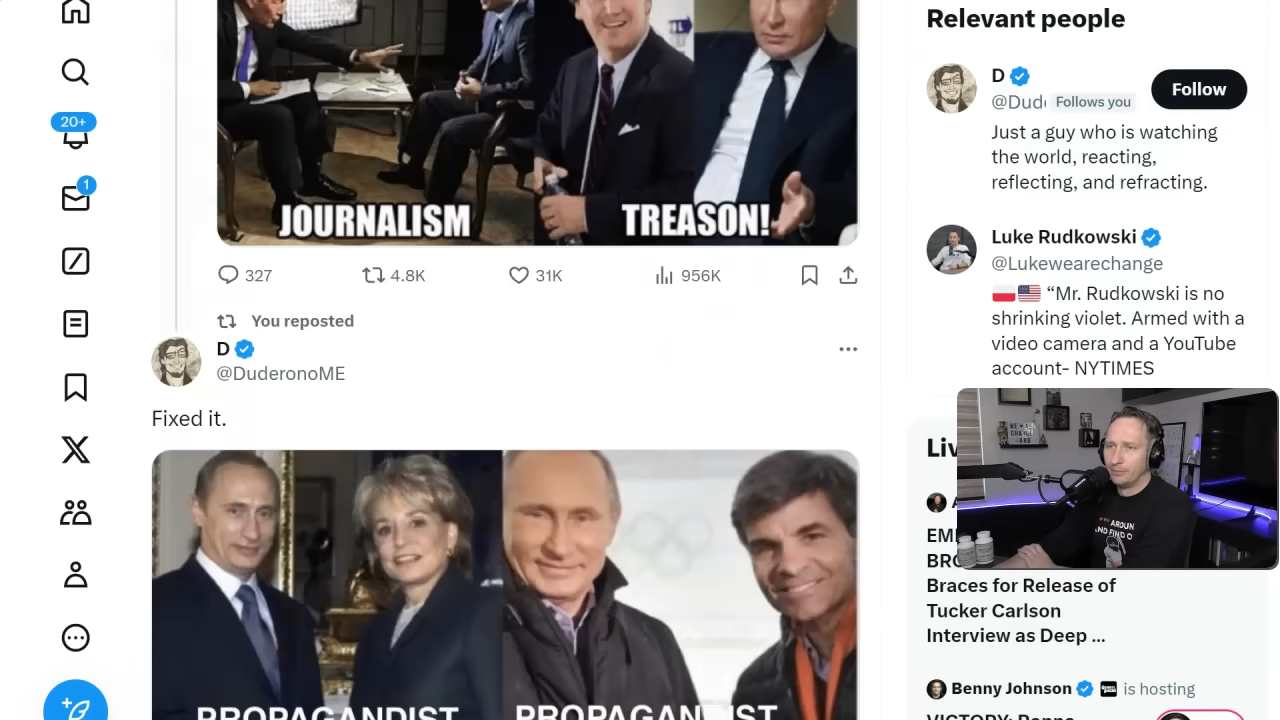 Relevant people
D
@Dud
Follows you
Follow
Just a guy who is watching
the world, reacting,
reflecting, and refracting.
20+
1
JOURNALISM
TREASON!
Luke Rudkowski
@Lukewearechange
🇵🇱🇺🇸 “Mr. Rudkowski is no
shrinking violet. Armed with a
video camera and a YouTube
account- NYTIMES
327
4.8K
31K
956K
You reposted
D
@DuderonoME
Fixed it.
Braces for Release of
Tucker Carlson
Interview as Deep ...
Benny Johnson
is hosting
PROPAGANDIST
PROPAGANDIST